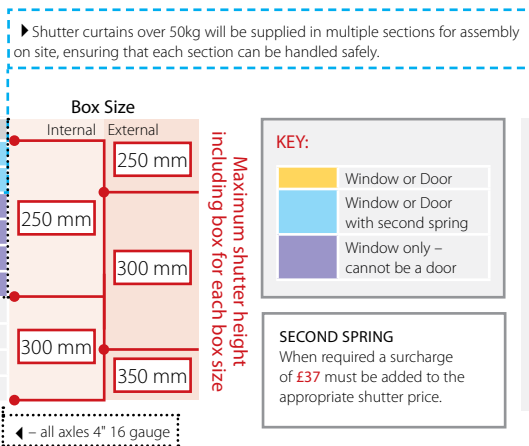 ▶ Shutter curtains over 50kg will be supplied in multiple sections for assembly
on site, ensuring that each section can be handled safely.
Box Size
Internal External
250 mm
250 mm
300 mm
300 mm
350 mm
Maximum shutter height
including box for each box size
◀ – all axles 4" 16 gauge
KEY:
Window or Door
Window or Door
with second spring
Window only –
cannot be a door
SECOND SPRING
When required a surcharge
of £37 must be added to the
appropriate shutter price.